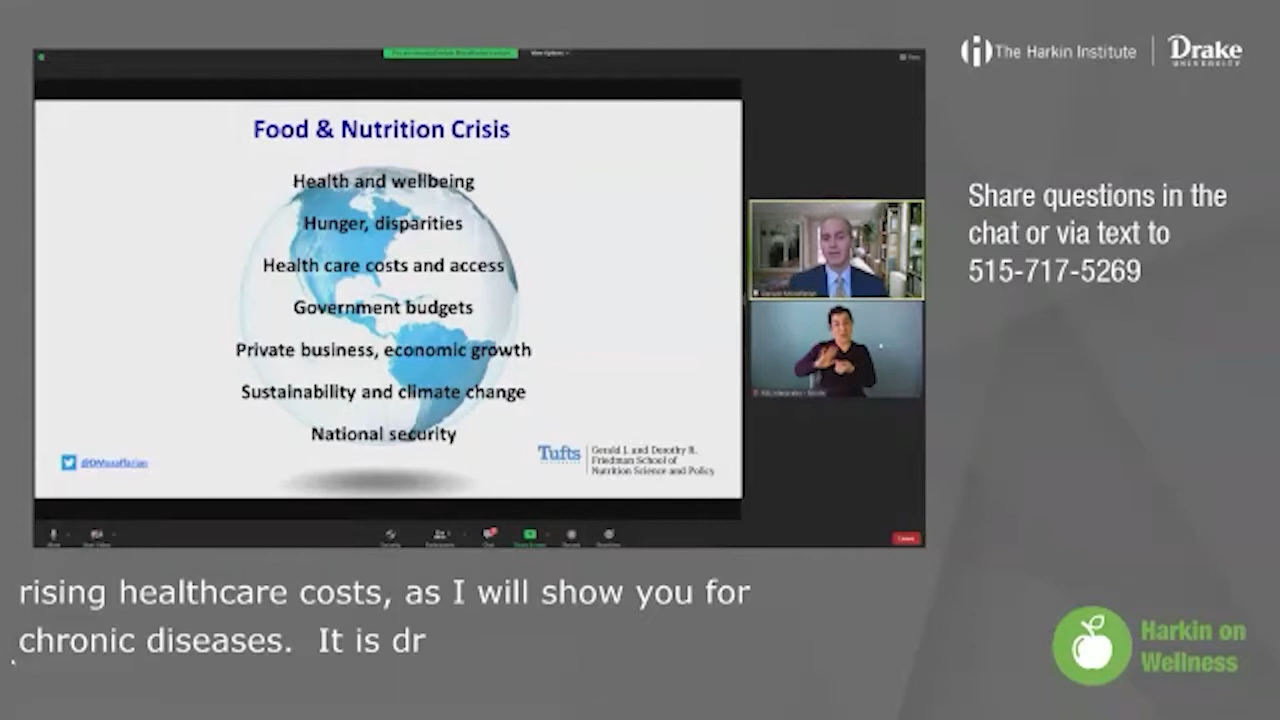 The Harkin Institute
Drake
UNIVERSITY
Food & Nutrition Crisis
Health and wellbeing
Hunger, disparities
Health care costs and access
Government budgets
Private business, economic growth
Sustainability and climate change
National security
@DMozaffarian
Tufts
UNIVERSITY
Gerald J. and Dorothy R.
Friedman School of
Nutrition Science and Policy
Share questions in the
chat or via text to
515-717-5269
rising healthcare costs, as I will show you for
chronic diseases.  It is dr
Harkin on
Wellness